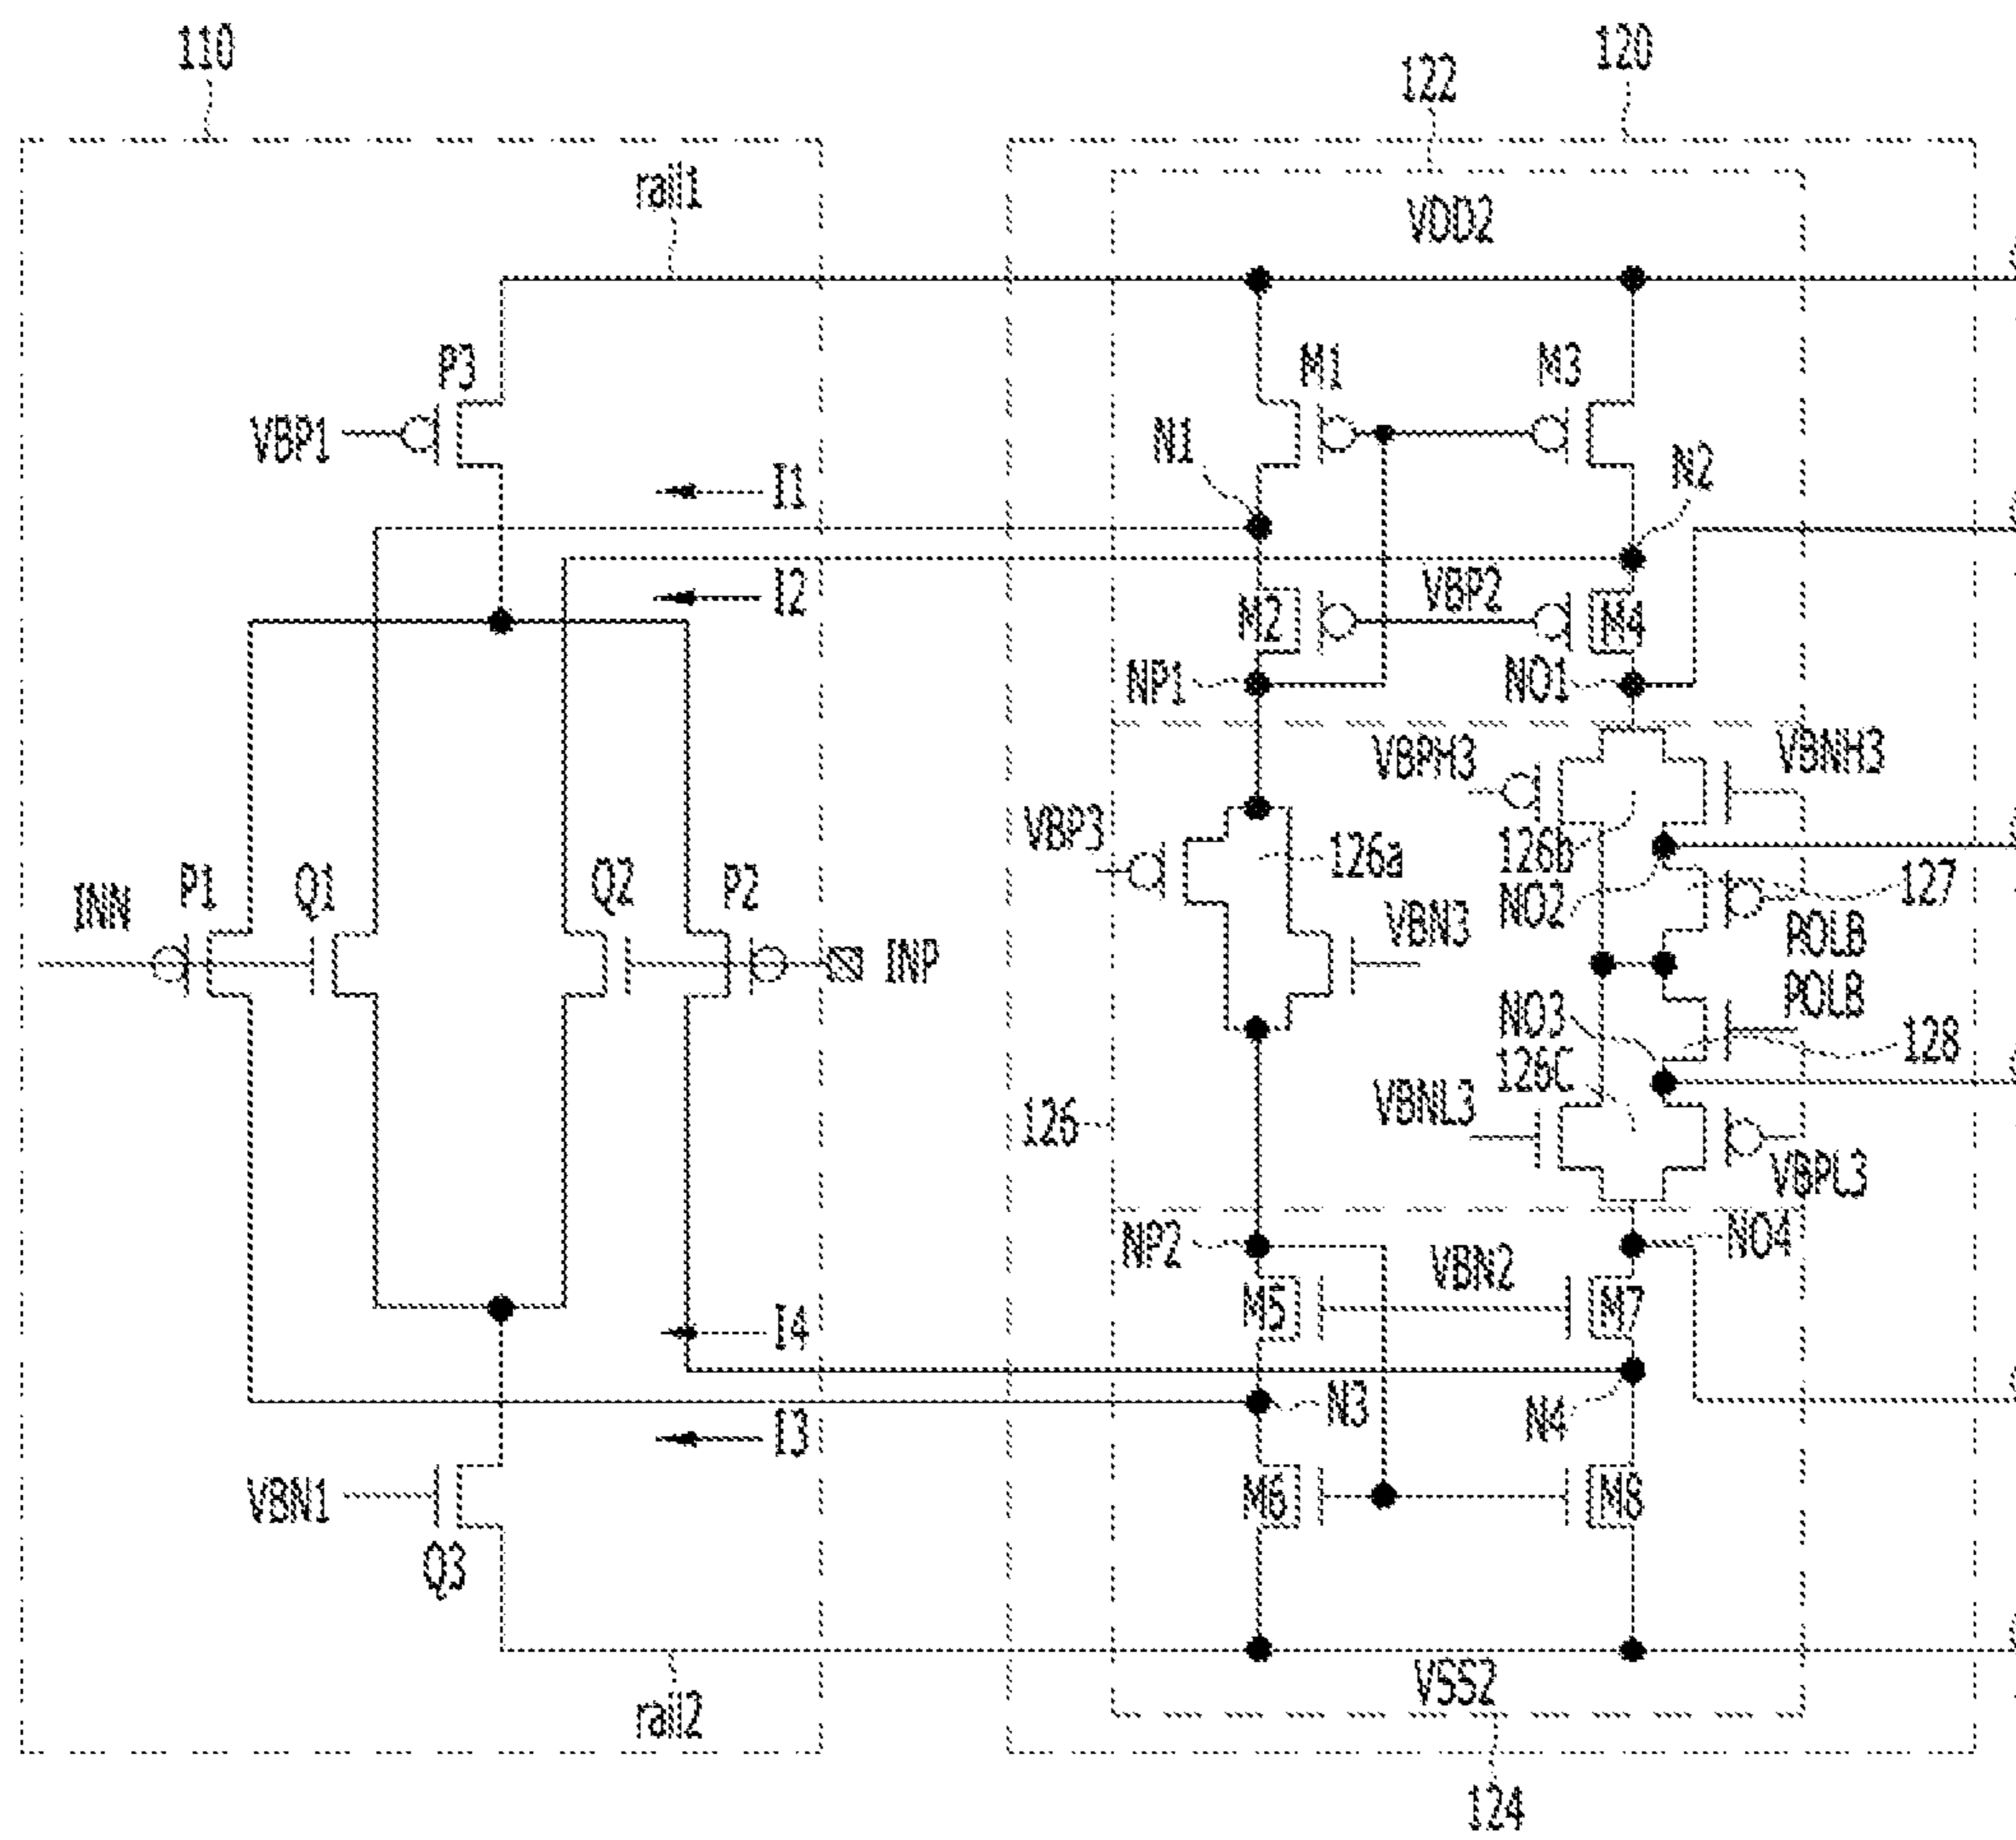 110
120
122
rail1
VDD2
P3
M1
M3
VBP1
N1
N2
I1
I2
VBP2
M2
M4
NP1
NO1
VBPH3
VBNH3
VBP3
126a
126b
127
INN
P1
Q1
Q2
P2
INP
NO2
VBN3
POLB
POLB
NO3
128
126C
126
VBNL3
VBPL3
NP2
NO4
VBN2
M5
M7
I4
N3
N4
I3
VBN1
M6
M8
Q3
rail2
VSS2
124